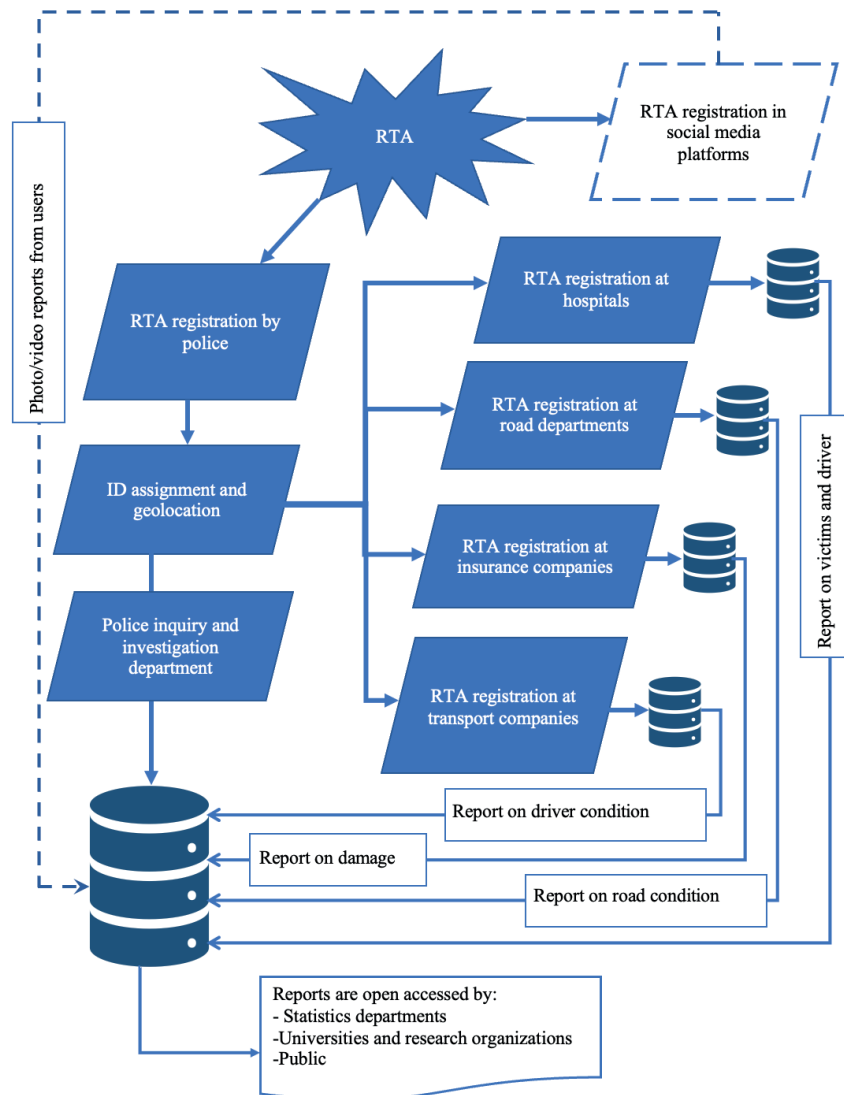 RTA
RTA registration in
social media
platforms
Photo/video reports from users
RTA registration by
police
RTA registration at
hospitals
RTA registration at
road departments
ID assignment and
geolocation
RTA registration at
insurance companies
Report on victims and driver
Police inquiry and
investigation
department
RTA registration at
transport companies
Report on driver condition
Report on damage
Report on road condition
Reports are open accessed by:
- Statistics departments
-Universities and research organizations
-Public